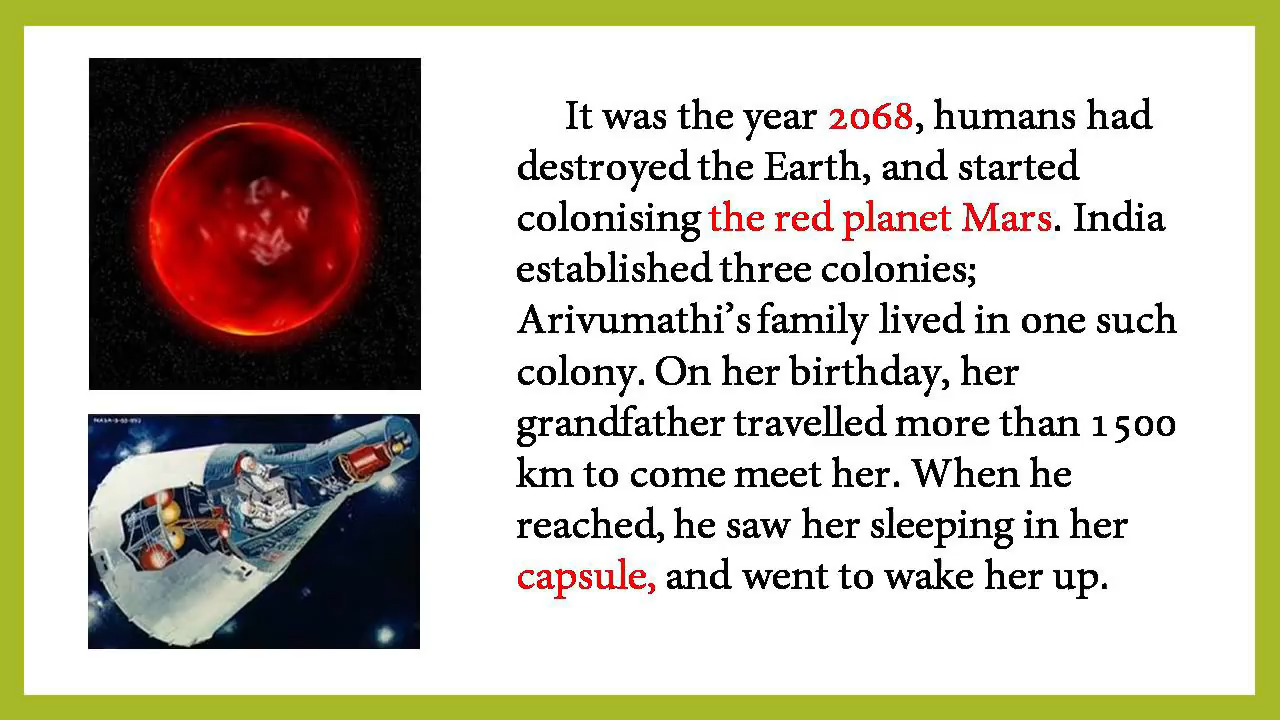 It was the year 2068, humans had
destroyed the Earth, and started
colonising the red planet Mars. India
established three colonies;
Arivumathi’s family lived in one such
colony. On her birthday, her
grandfather travelled more than 1500
km to come meet her. When he
reached, he saw her sleeping in her
capsule, and went to wake her up.